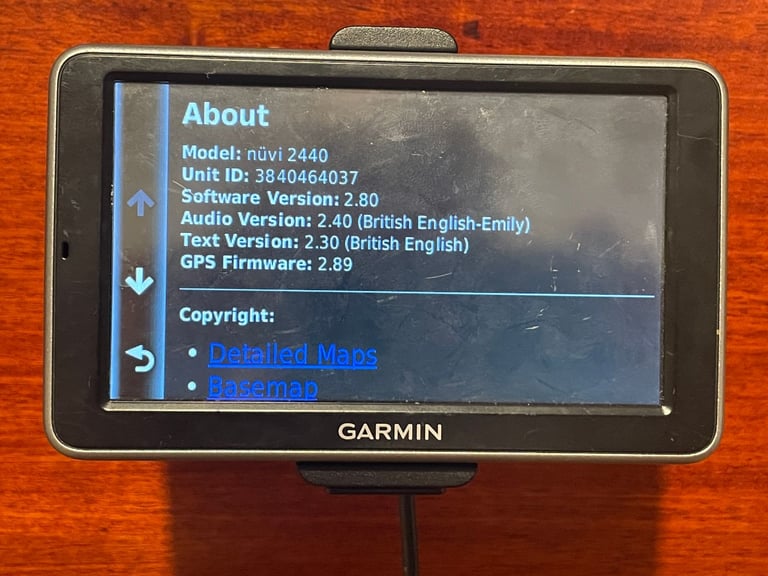 About
Model: nüvi 2440
Unit ID: 3840464037
Software Version: 2.80
Audio Version: 2.40 (British English-Emily)
Text Version: 2.30 (British English)
GPS Firmware: 2.89
Copyright:
• Detailed Maps
• Basemap
GARMIN